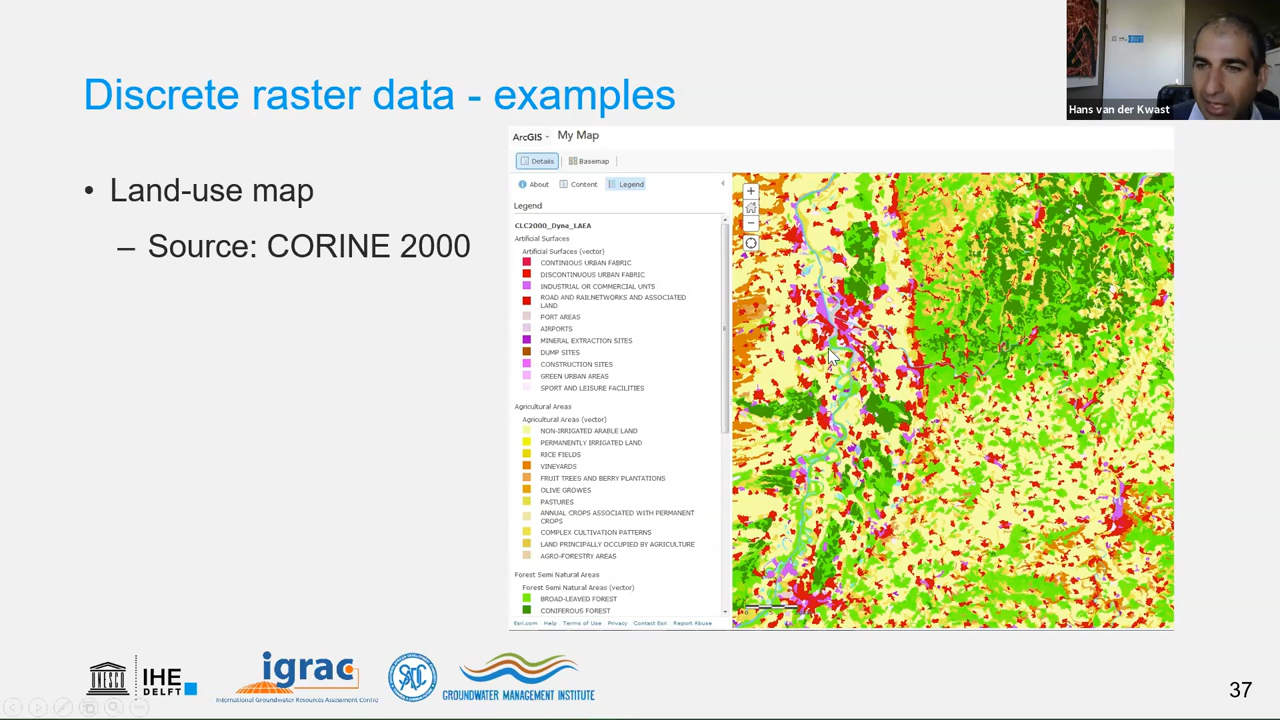 Hans van der Kwast
Discrete raster data - examples
• Land-use map
– Source: CORINE 2000
ArcGIS
My Map
Details
Basemap
About
Content
Legend
Legend
CLC2000_Dyna_LAEA
Artificial Surfaces
Artificial Surfaces (vector)
CONTINIOUS URBAN FABRIC
DISCONTINUOUS URBAN FABRIC
INDUSTRIAL OR COMMERCIAL UNTS
ROAD AND RAILNETWORKS AND ASSOCIATED
LAND
PORT AREAS
AIRPORTS
MINERAL EXTRACTION SITES
DUMP SITES
CONSTRUCTION SITES
GREEN URBAN AREAS
SPORT AND LEISURE FACILITIES
Agricultural Areas
Agricultural Areas (vector)
NON-IRRIGATED ARABLE LAND
PERMANENTLY IRRIGATED LAND
RICE FIELDS
VINEYARDS
FRUIT TREES AND BERRY PLANTATIONS
OLIVE GROWES
PASTURES
ANNUAL CROPS ASSOCIATED WITH PERMANENT
CROPS
COMPLEX CULTIVATION PATTERNS
LAND PRINCIPALLY OCCUPIED BY AGRICULTURE
AGRO-FORESTRY AREAS
Forest Semi Natural Areas
Forest Semi Natural Areas (vector)
BROAD-LEAVED FOREST
CONIFEROUS FOREST
Esri.com Help Terms of Use Privacy Contact Esri Report Abuse
UNESCO
IHE
DELFT
igrac
International Groundwater Resources Assessment Centre
GROUNDWATER MANAGEMENT INSTITUTE
37